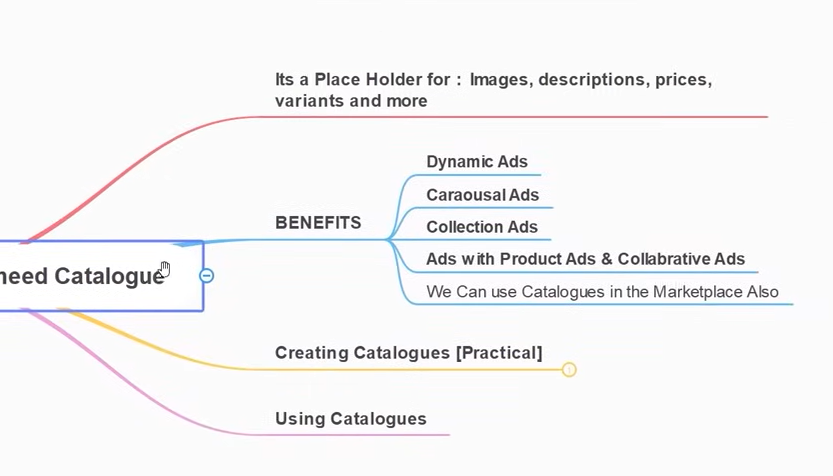 Its a Place Holder for : Images, descriptions, prices,
variants and more
Dynamic Ads
Caraousal Ads
BENEFITS
Collection Ads
Ads with Product Ads & Collabrative Ads
need Catalogue
We Can use Catalogues in the Marketplace Also
Creating Catalogues [Practical]
Using Catalogues